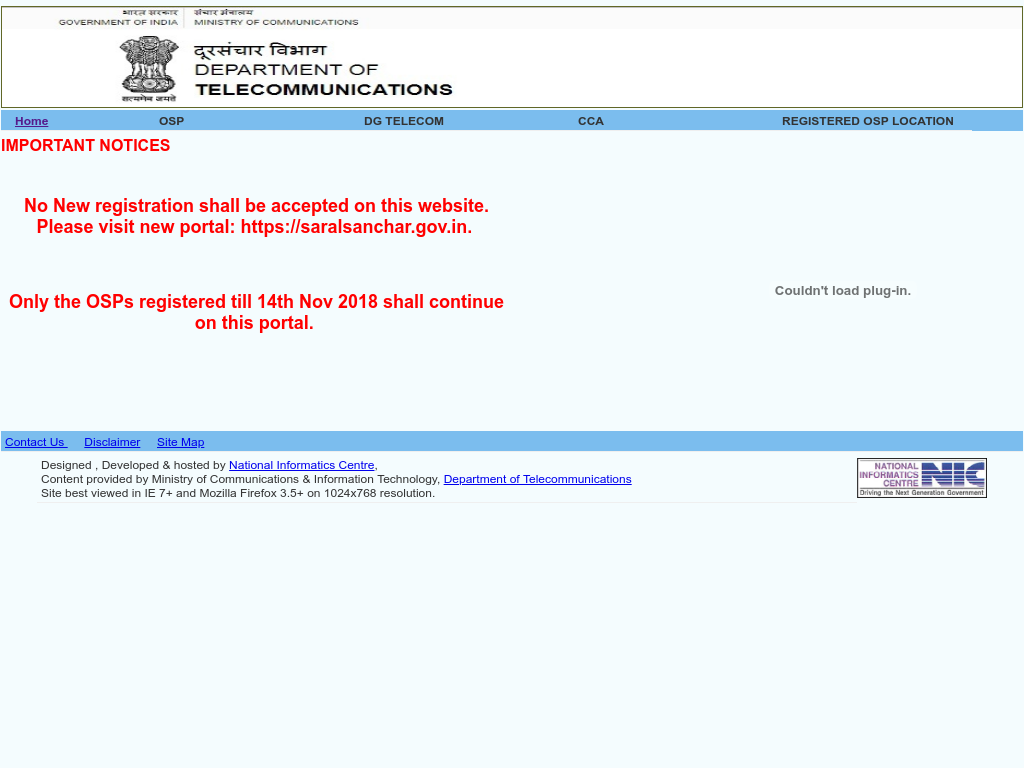 भारत सरकार
संचार मंत्रालय
GOVERNMENT OF INDIA
MINISTRY OF COMMUNICATIONS
दूरसंचार विभाग
DEPARTMENT OF
TELECOMMUNICATIONS
सत्यमेव जयते
Home OSP DG TELECOM CCA REGISTERED OSP LOCATION
IMPORTANT NOTICES
No New registration shall be accepted on this website.
Please visit new portal: https://saralsanchar.gov.in.
Couldn't load plug-in.
Only the OSPs registered till 14th Nov 2018 shall continue
on this portal.
Contact Us Disclaimer Site Map
Designed , Developed & hosted by National Informatics Centre,
Content provided by Ministry of Communications & Information Technology, Department of Telecommunications
Site best viewed in IE 7+ and Mozilla Firefox 3.5+ on 1024x768 resolution.
NATIONAL
INFORMATICS
CENTRE
NIC
Driving the Next Generation Government